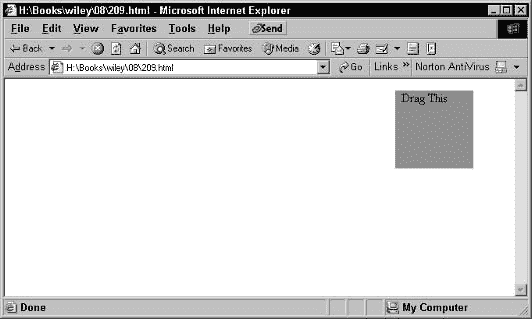 H:\Books\wiley\08\209.html - Microsoft Internet Explorer
File Edit View Favorites Tools Help Send
Back Search Favorites Media
Address H:\Books\wiley\08\209.html Go Links » Norton AntiVirus
Drag This
Done My Computer